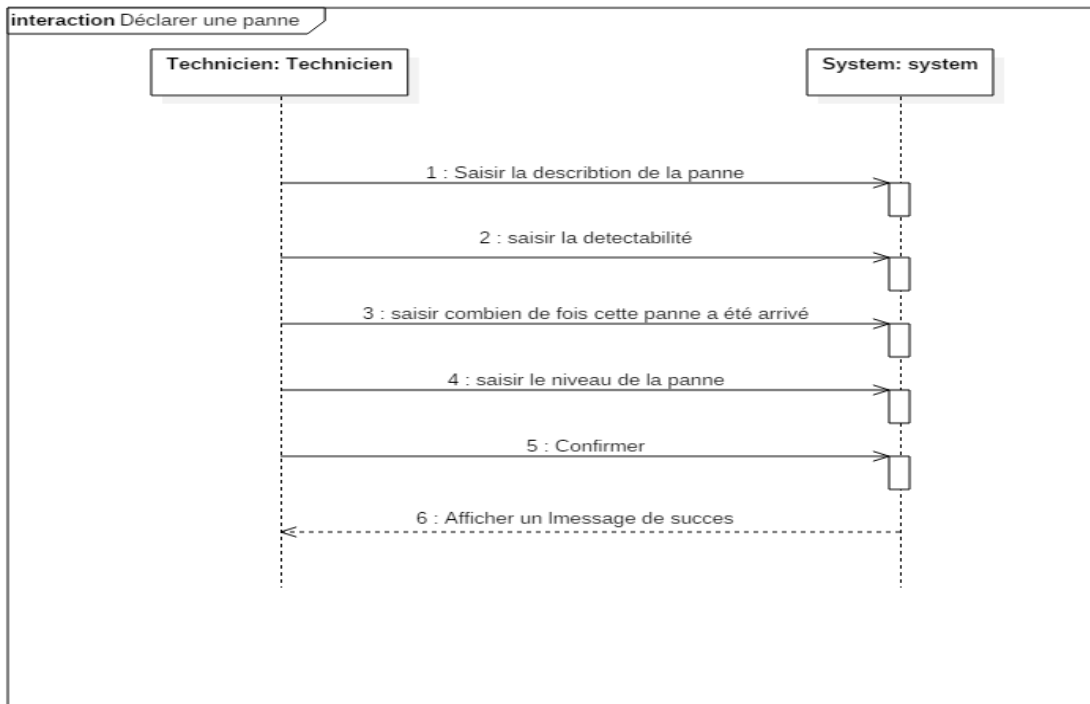 interaction Déclarer une panne
Technicien: Technicien
System: system
1 : Saisir la describtion de la panne
2 : saisir la detectabilité
3 : saisir combien de fois cette panne a été arrivé
4 : saisir le niveau de la panne
5 : Confirmer
6 : Afficher un lmessage de succes